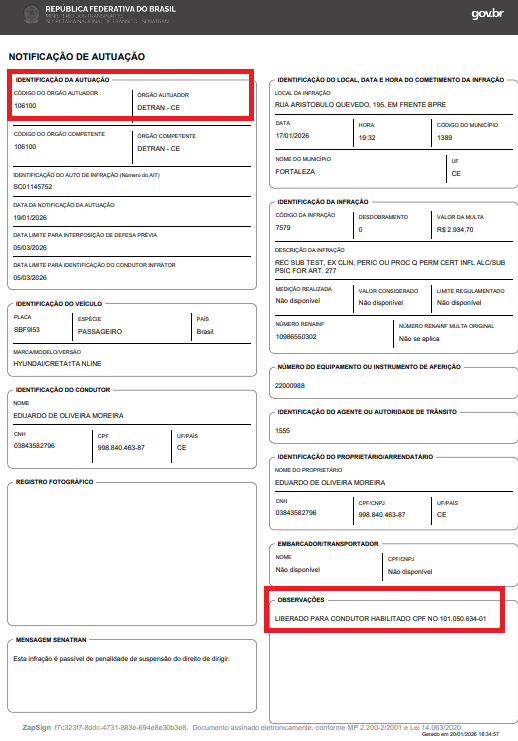 REPÚBLICA FEDERATIVA DO BRASIL
MINISTÉRIO DOS TRANSPORTES
SECRETARIA NACIONAL DE TRÂNSITO - SENATRAN
gov.br
NOTIFICAÇÃO DE AUTUAÇÃO
IDENTIFICAÇÃO DA AUTUAÇÃO
CÓDIGO DO ÓRGÃO AUTUADOR
106100
ÓRGÃO AUTUADOR
DETRAN - CE
CÓDIGO DO ÓRGÃO COMPETENTE
106100
ÓRGÃO COMPETENTE
DETRAN - CE
IDENTIFICAÇÃO DO AUTO DE INFRAÇÃO (Número do AIT)
SC01145752
DATA DA NOTIFICAÇÃO DA AUTUAÇÃO
19/01/2026
DATA LIMITE PARA INTERPOSIÇÃO DE DEFESA PRÉVIA
05/03/2026
DATA LIMITE PARA IDENTIFICAÇÃO DO CONDUTOR INFRATOR
05/03/2026
IDENTIFICAÇÃO DO VEÍCULO
PLACA
SBF9I53
ESPÉCIE
PASSAGEIRO
PAÍS
Brasil
MARCA/MODELO/VERSÃO
HYUNDAI/CRETA1TA NLINE
IDENTIFICAÇÃO DO CONDUTOR
NOME
EDUARDO DE OLIVEIRA MOREIRA
CNH
03843582796
CPF
998.840.463-87
UF/PAÍS
CE
REGISTRO FOTOGRÁFICO
MENSAGEM SENATRAN
Esta infração é passível de penalidade de suspensão do direito de dirigir.
IDENTIFICAÇÃO DO LOCAL, DATA E HORA DO COMETIMENTO DA INFRAÇÃO
LOCAL DA INFRAÇÃO
RUA ARISTOBULO QUEVEDO, 195, EM FRENTE BPRE
DATA
17/01/2026
HORA
19:32
CÓDIGO DO MUNICÍPIO
1389
NOME DO MUNICÍPIO
FORTALEZA
UF
CE
IDENTIFICAÇÃO DA INFRAÇÃO
CÓDIGO DA INFRAÇÃO
7579
DESDOBRAMENTO
0
VALOR DA MULTA
R$ 2.934,70
DESCRIÇÃO DA INFRAÇÃO
REC SUB TEST, EX CLIN, PERIC OU PROC Q PERM CERT INFL ALC/SUB
PSIC FOR ART. 277
MEDIÇÃO REALIZADA
Não disponível
VALOR CONSIDERADO
Não disponível
LIMITE REGULAMENTADO
Não disponível
NÚMERO RENAINF
10986550302
NÚMERO RENAINF MULTA ORIGINAL
Não se aplica
NÚMERO DO EQUIPAMENTO OU INSTRUMENTO DE AFERIÇÃO
22000988
IDENTIFICAÇÃO DO AGENTE OU AUTORIDADE DE TRÂNSITO
1555
IDENTIFICAÇÃO DO PROPRIETÁRIO/ARRENDATÁRIO
NOME DO PROPRIETÁRIO
EDUARDO DE OLIVEIRA MOREIRA
CNH
03843582796
CPF/CNPJ
998.840.463-87
UF/PAÍS
CE
EMBARCADOR/TRANSPORTADOR
NOME
Não disponível
CPF/CNPJ
Não disponível
OBSERVAÇÕES
LIBERADO PARA CONDUTOR HABILITADO CPF NO 101.050.634-01
ZapSign f7c323f7-8ddc-4731-883e-694e8e30b3e8. Documento assinado eletronicamente, conforme MP 2.200-2/2001 e Lei 14.063/2020.
Gerado em 20/01/2026 18:34:57